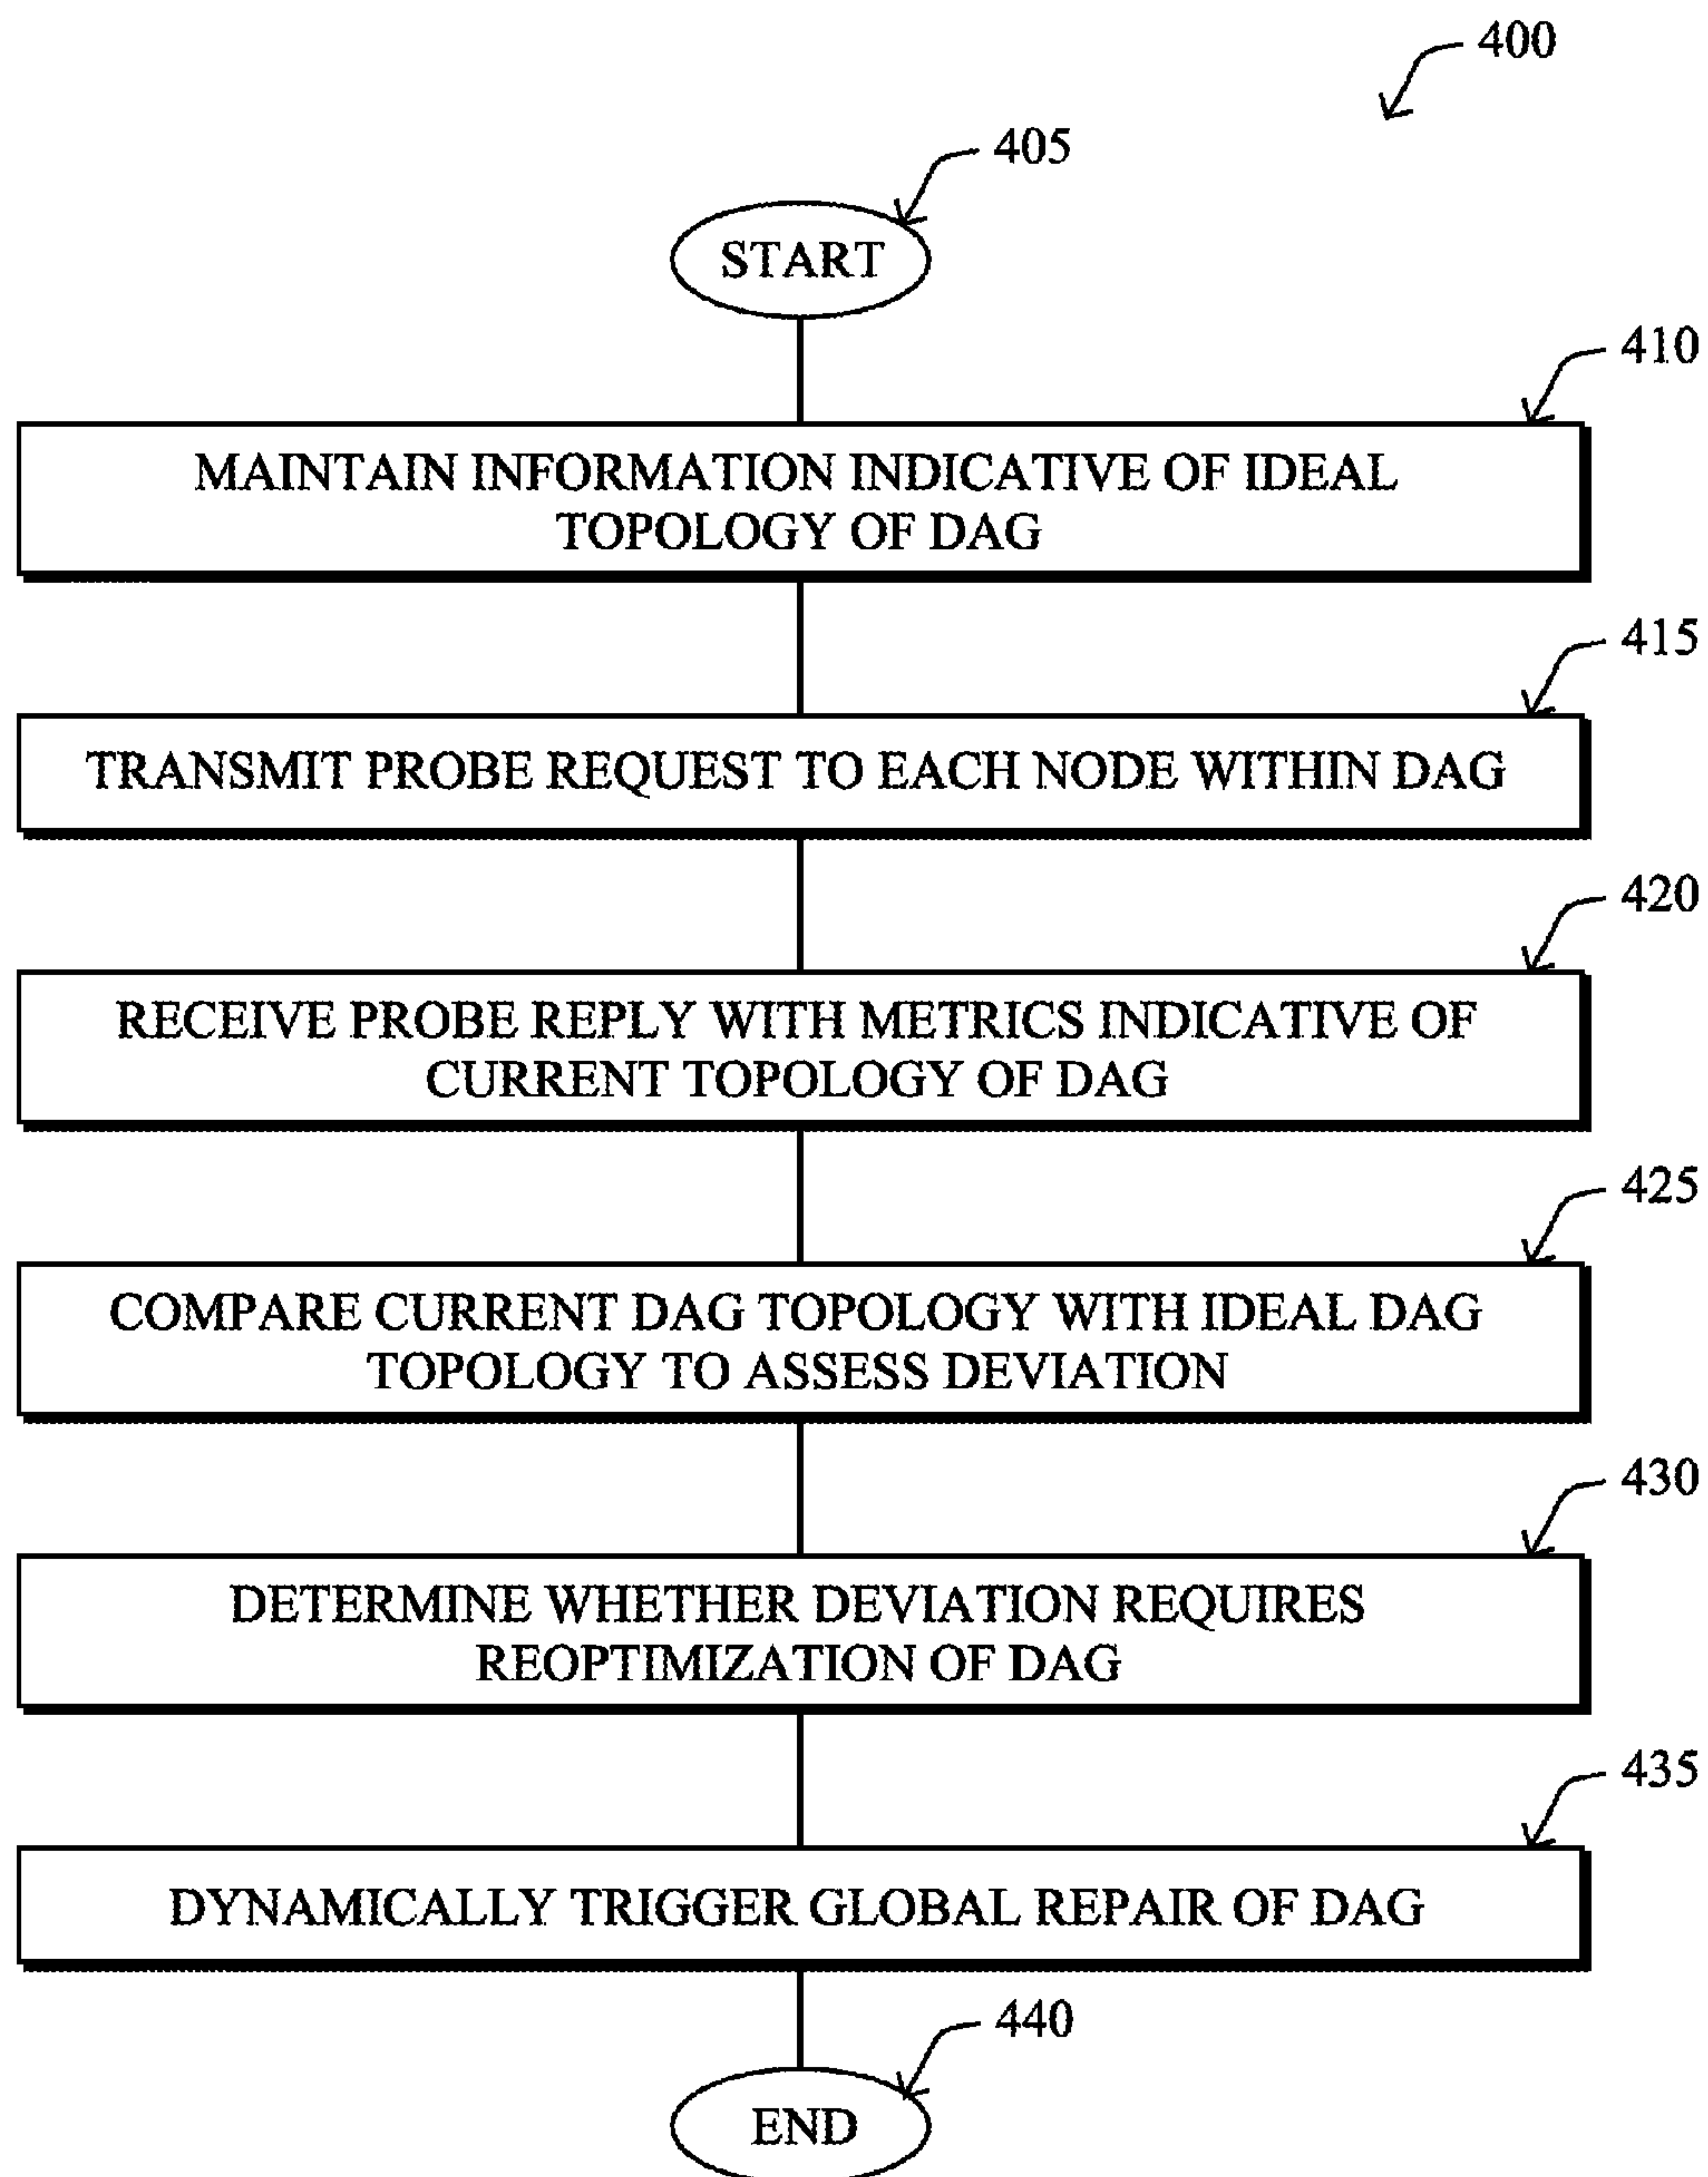 400
405
START
410
MAINTAIN INFORMATION INDICATIVE OF IDEAL
TOPOLOGY OF DAG
415
TRANSMIT PROBE REQUEST TO EACH NODE WITHIN DAG
420
RECEIVE PROBE REPLY WITH METRICS INDICATIVE OF
CURRENT TOPOLOGY OF DAG
425
COMPARE CURRENT DAG TOPOLOGY WITH IDEAL DAG
TOPOLOGY TO ASSESS DEVIATION
430
DETERMINE WHETHER DEVIATION REQUIRES
REOPTIMIZATION OF DAG
435
DYNAMICALLY TRIGGER GLOBAL REPAIR OF DAG
440
END